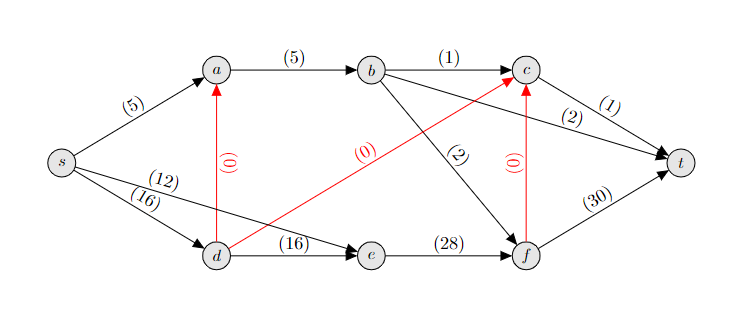 a (5) b (1) c
(5) (2) (1)
s (0) (0) (2) (0) t
(12)
(16) (30)
d (16) e (28) f